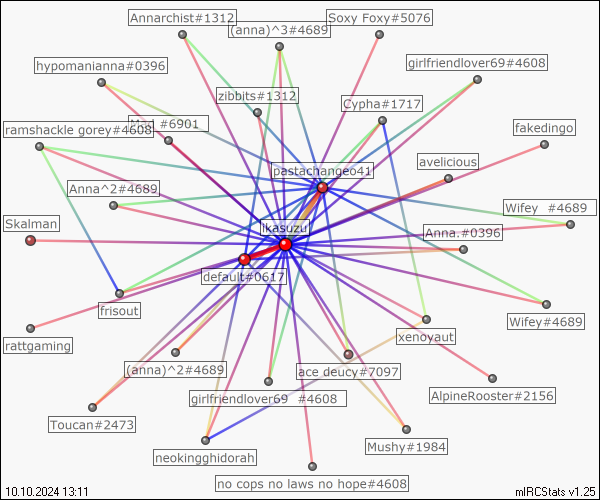 Annarchist#1312
(anna)^3#4689
Soxy Foxy#5076
hypomanianna#0396
girlfriendlover69#4608
zibbits#1312
Cypha#1717
#6901
ramshackle gorey#4608
fakedingo
avelicious
pastachange041
Anna^2#4689
Wifey #4689
Skalman
ikasuzu
Anna.#0396
default#0617
frisout
Wifey#4689
rattgaming
xenoyaut
(anna)^2#4689
ace deucy#7097
girlfriendlover69 #4608
AlpineRooster#2156
Toucan#2473
Mushy#1984
neokingghidorah
no cops no laws no hope#4608
10.10.2024 13:11
mIRCStats v1.25